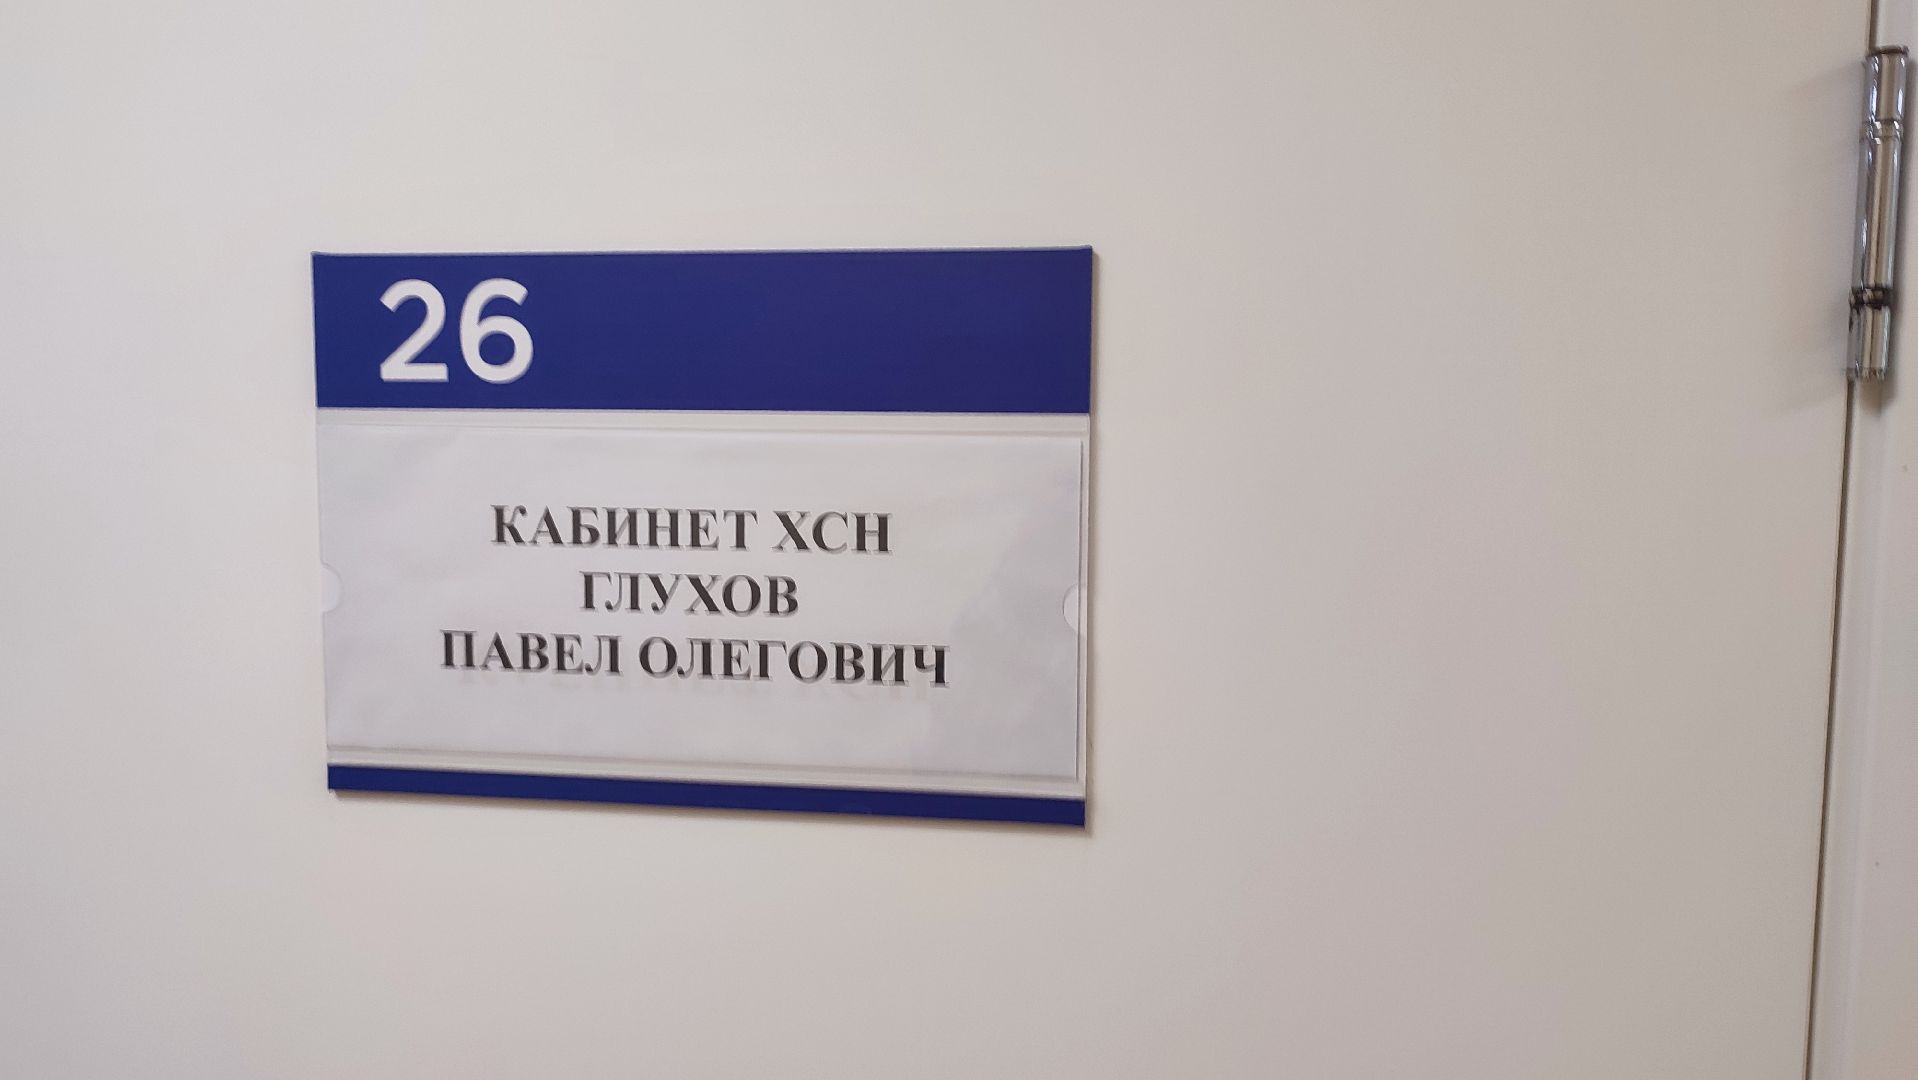 26
КАБИНЕТ ХСН
ГЛУХОВ
ПАВЕЛ ОЛЕГОВИЧ